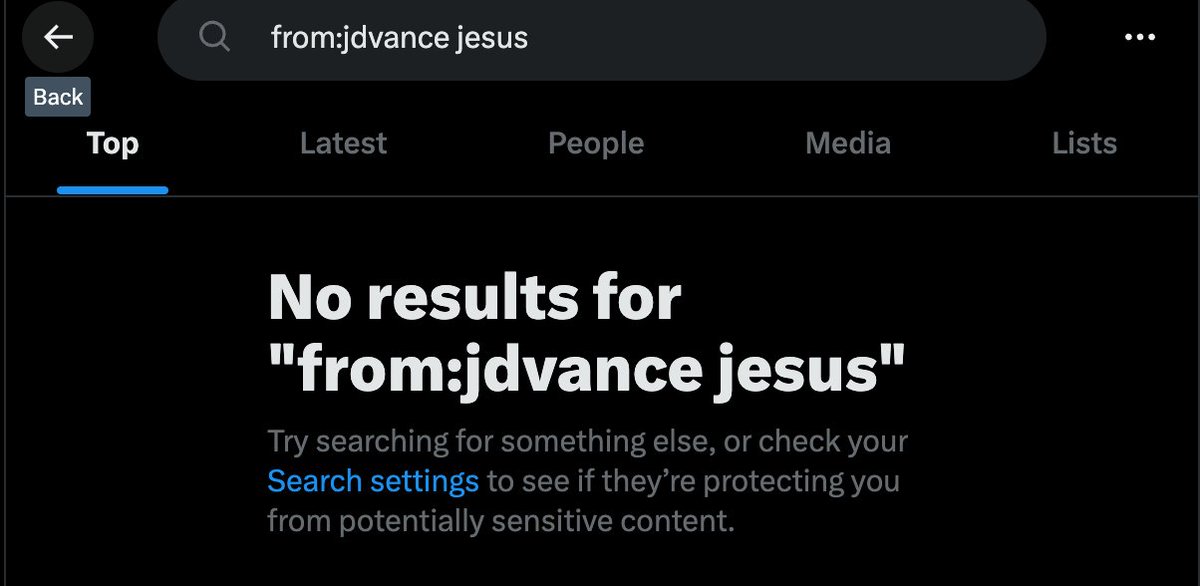 from:jdvance jesus
Back
Top Latest People Media Lists
No results for
"from:jdvance jesus"
Try searching for something else, or check your
Search settings to see if they’re protecting you
from potentially sensitive content.